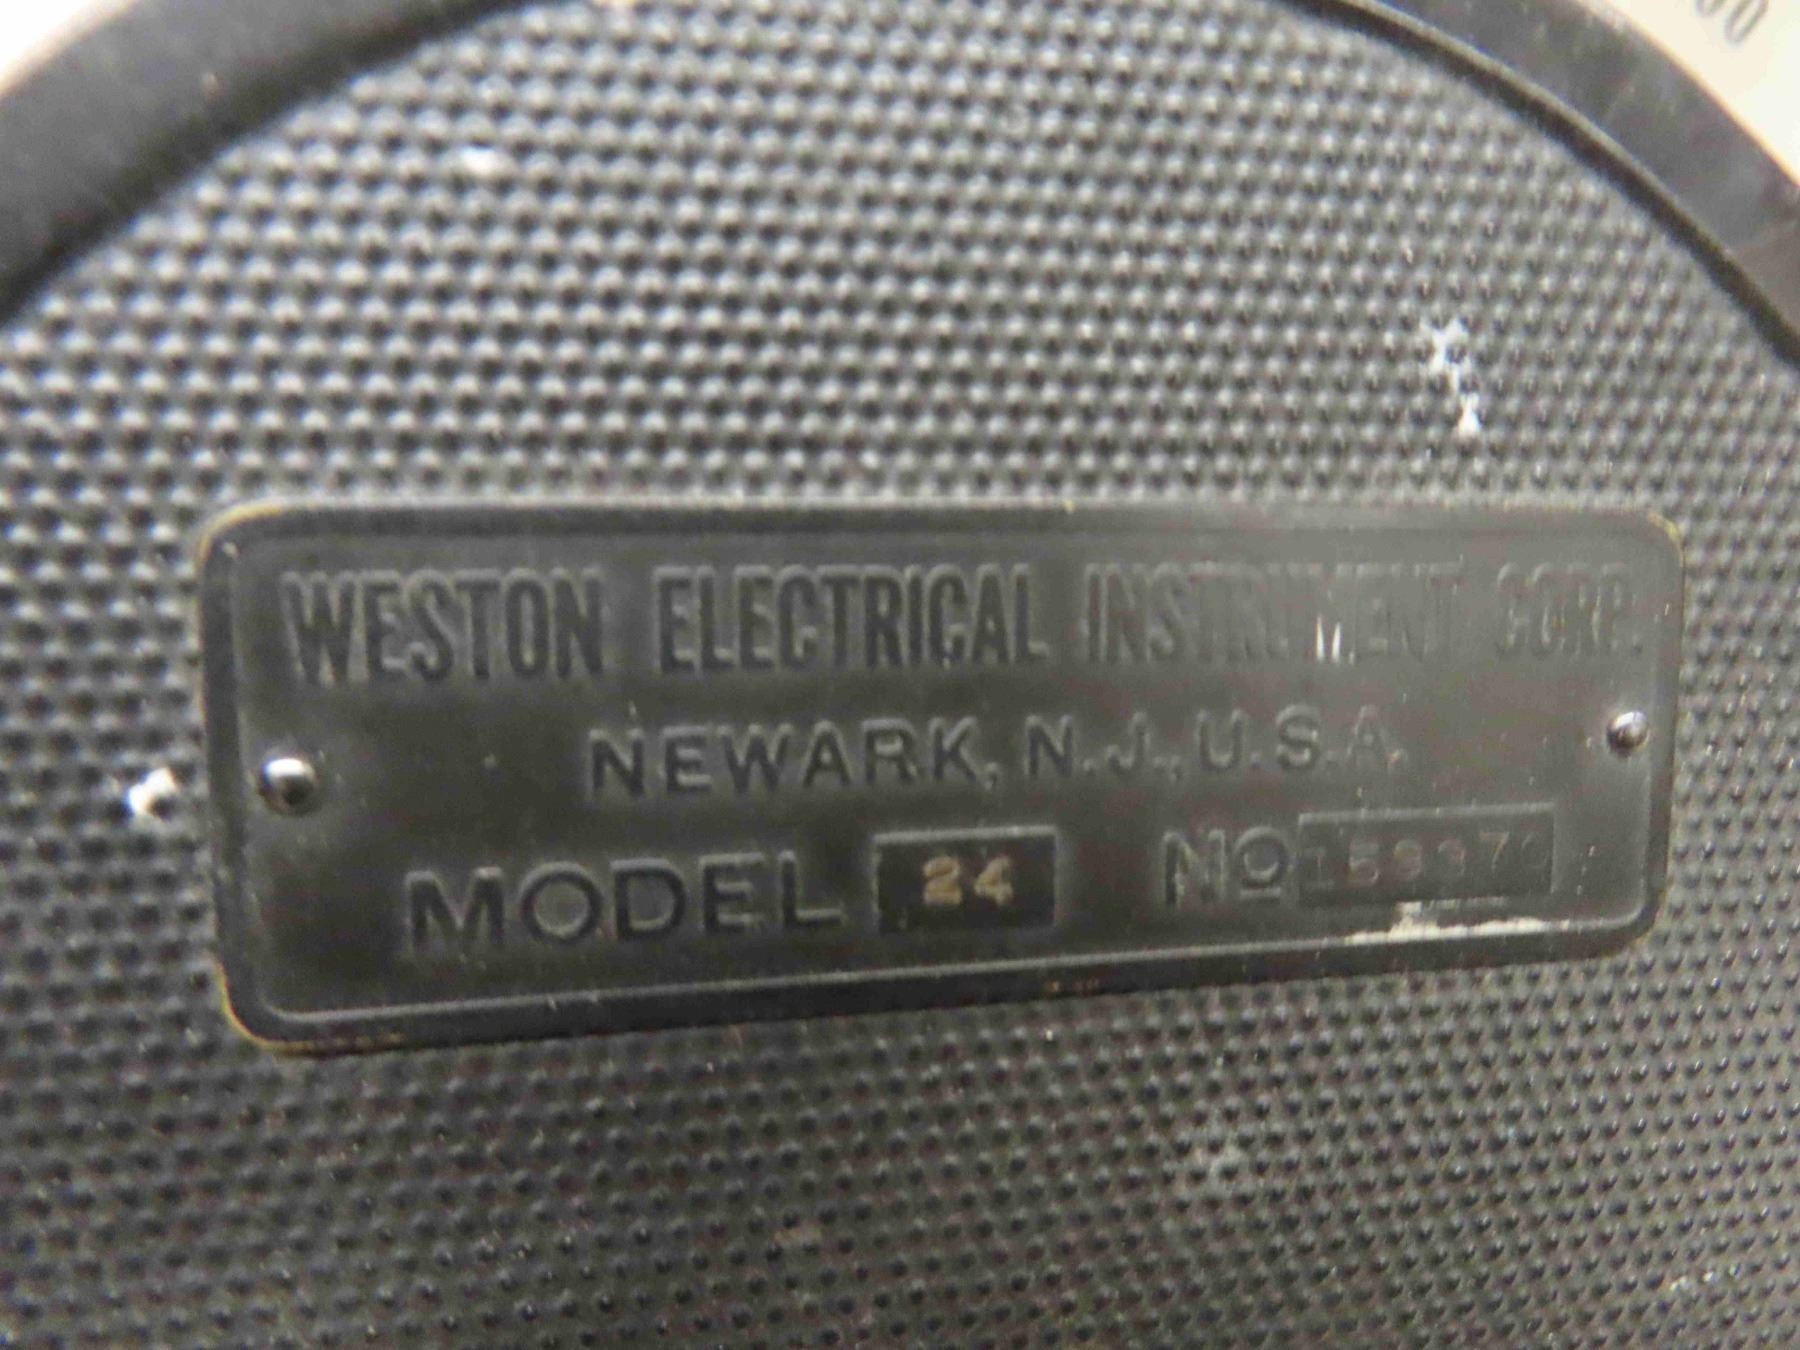 WESTON ELECTRICAL INSTRUMENT CORP.
NEWARK, N.J., U.S.A.
MODEL 24 NO